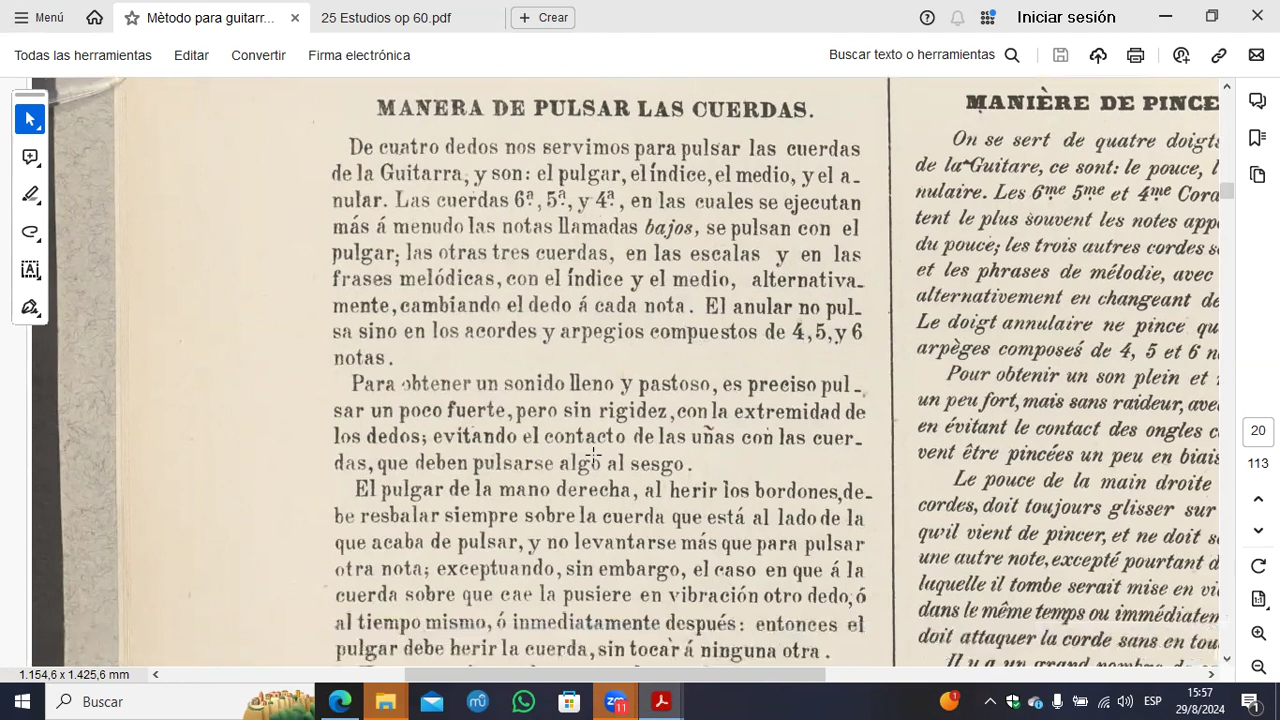 Menú
Mètodo para guitarr...
25 Estudios op 60.pdf
Crear
Iniciar sesión
Todas las herramientas
Editar
Convertir
Firma electrónica
Buscar texto o herramientas
MANERA DE PULSAR LAS CUERDAS.
De cuatro dedos nos servimos para pulsar las cuerdas
de la Guitarra, y son: el pulgar, el índice, el medio, y el a-
nular. Las cuerdas 6ª, 5ª, y 4ª, en las cuales se ejecutan
más á menudo las notas llamadas bajos, se pulsan con el
pulgar; las otras tres cuerdas, en las escalas y en las
frases melódicas, con el índice y el medio, alternativa-
mente, cambiando el dedo á cada nota. El anular no pul-
sa sino en los acordes y arpegios compuestos de 4, 5, y 6
notas.
Para obtener un sonido lleno y pastoso, es preciso pul-
sar un poco fuerte, pero sin rigidez, con la extremidad de
los dedos; evitando el contacto de las uñas con las cuer-
das, que deben pulsarse algo al sesgo.
El pulgar de la mano derecha, al herir los bordones, de-
be resbalar siempre sobre la cuerda que está al lado de la
que acaba de pulsar, y no levantarse más que para pulsar
otra nota; exceptuando, sin embargo, el caso en que á la
cuerda sobre que cae la pusiere en vibración otro dedo, ó
al tiempo mismo, ó inmediatamente después: entonces el
pulgar debe herir la cuerda, sin tocàr á ninguna otra.
MANIÈRE DE PINCE
On se sert de quatre doigts
de la Guitare, ce sont: le pouce, l
nulaire. Les 6me 5me et 4me Cord
tent le plus souvent les notes appe
du pouce; les trois autres cordes s
et les phrases de mélodie, avec
alternativement en changeant de
Le doigt annulaire ne pince qu
arpèges composés de 4, 5 et 6 n
Pour obtenir un son plein et
un peu fort, mais sans raideur, ave
en évitant le contact des ongles c
vent être pincées un peu en biais
Le pouce de la main droite
cordes, doit toujours glisser sur
qu'il vient de pincer, et ne doit s
une autre note, excepté pourtant d
laquelle il tombe serait mise en vi
dans le même temps ou immédiatem
doit attaquer la corde sans en tou
Il y a un grand nombre de
20
113
1.154,6 x 1.425,6 mm
Buscar
11
1
ESP
15:57
29/8/2024
1